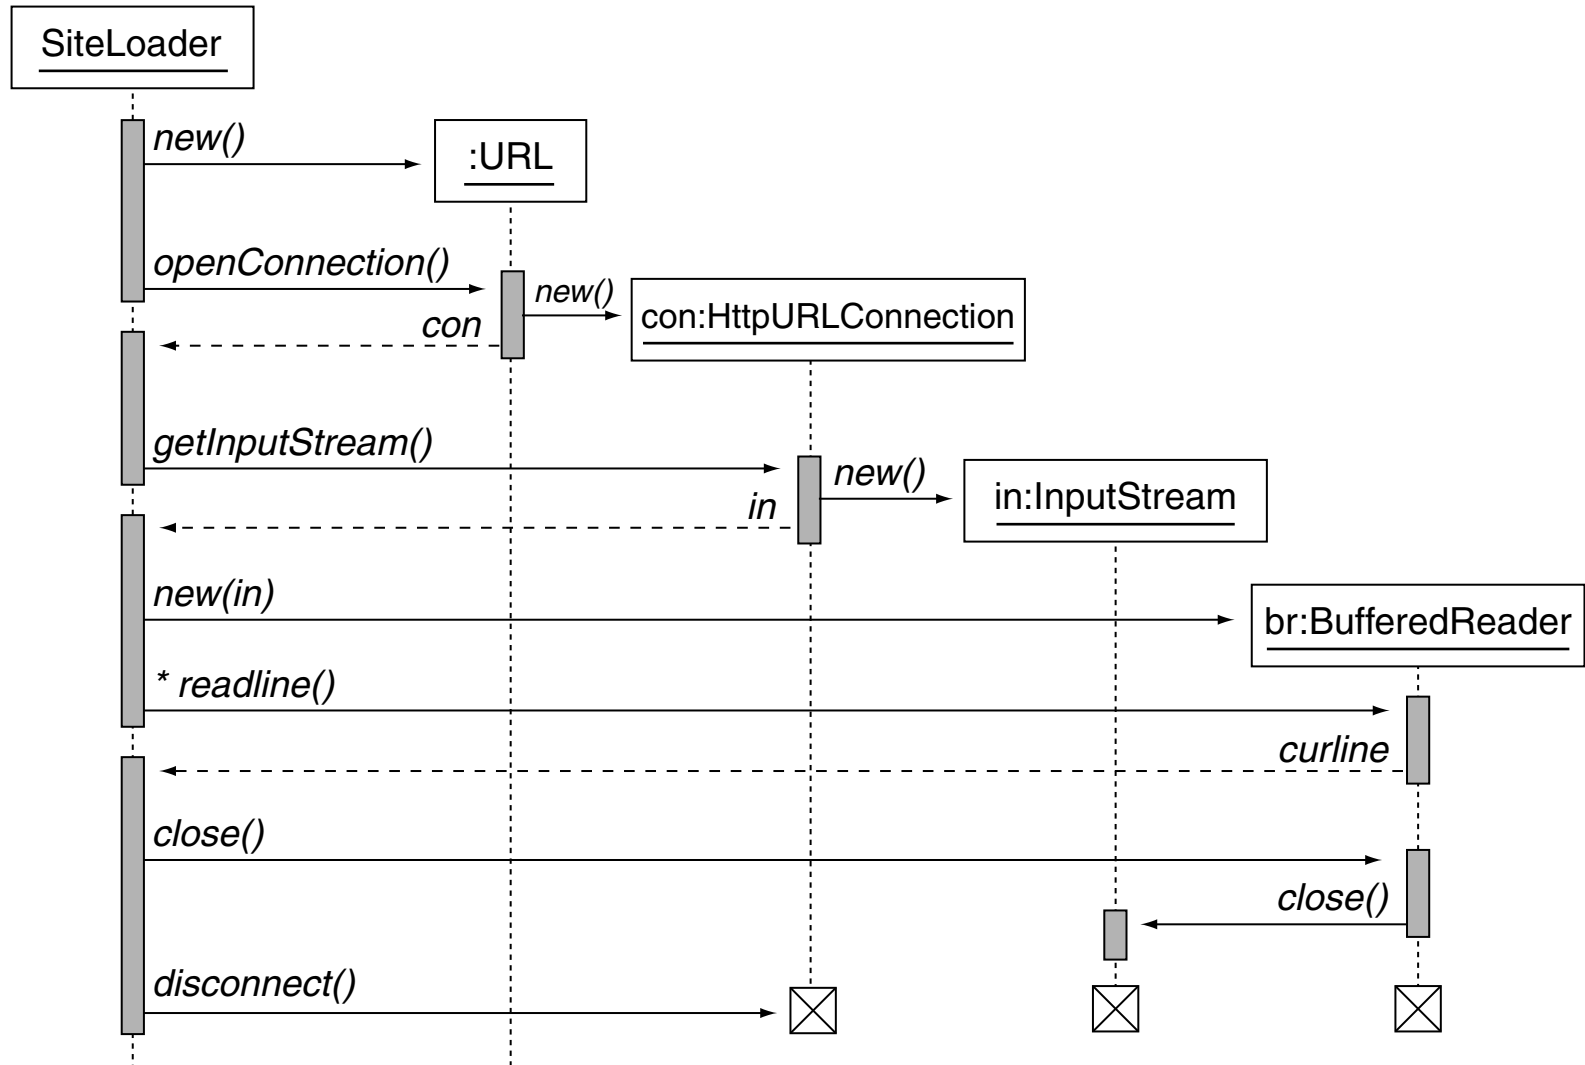 SiteLoader
new()
:URL
openConnection()
new()
con:HttpURLConnection
con
getInputStream()
new()
in:InputStream
in
new(in)
br:BufferedReader
* readline()
curline
close()
close()
disconnect()